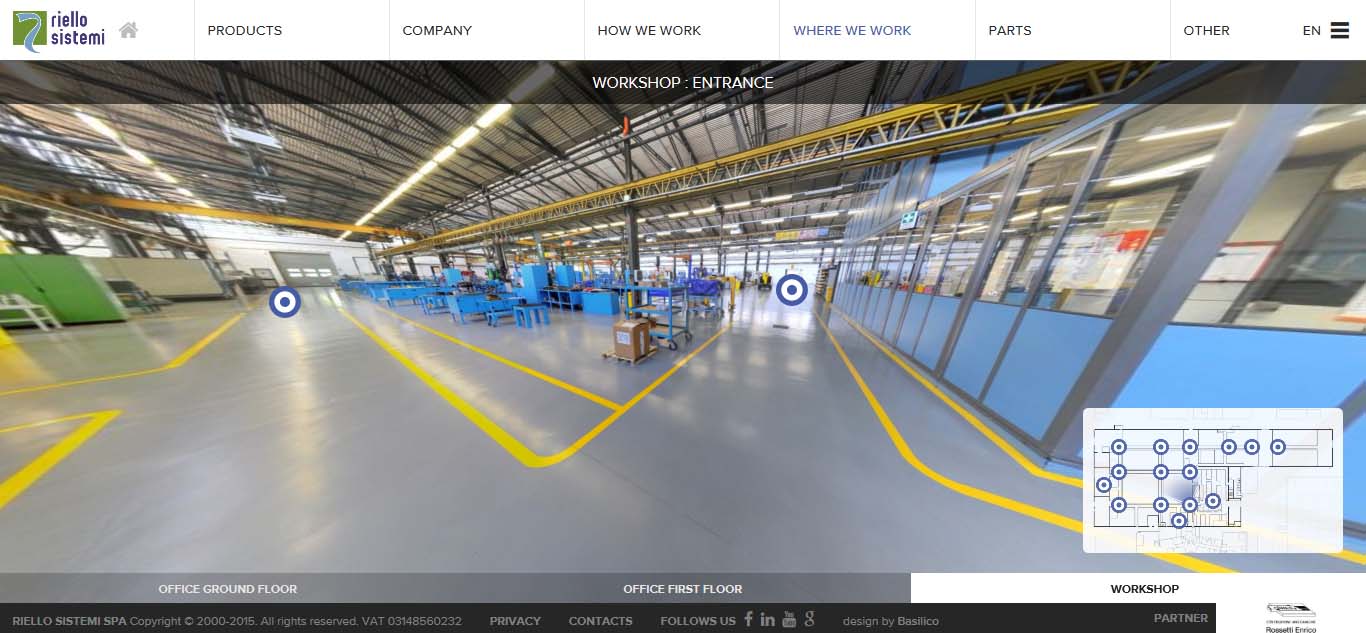 riello
sistemi
PRODUCTS
COMPANY
HOW WE WORK
WHERE WE WORK
PARTS
OTHER
EN
WORKSHOP : ENTRANCE
OFFICE GROUND FLOOR
OFFICE FIRST FLOOR
WORKSHOP
RIELLO SISTEMI SPA Copyright © 2000-2015. All rights reserved. VAT 03148560232
PRIVACY
CONTACTS
FOLLOWS US
design by Basilico
PARTNER
Rossetti Enrico